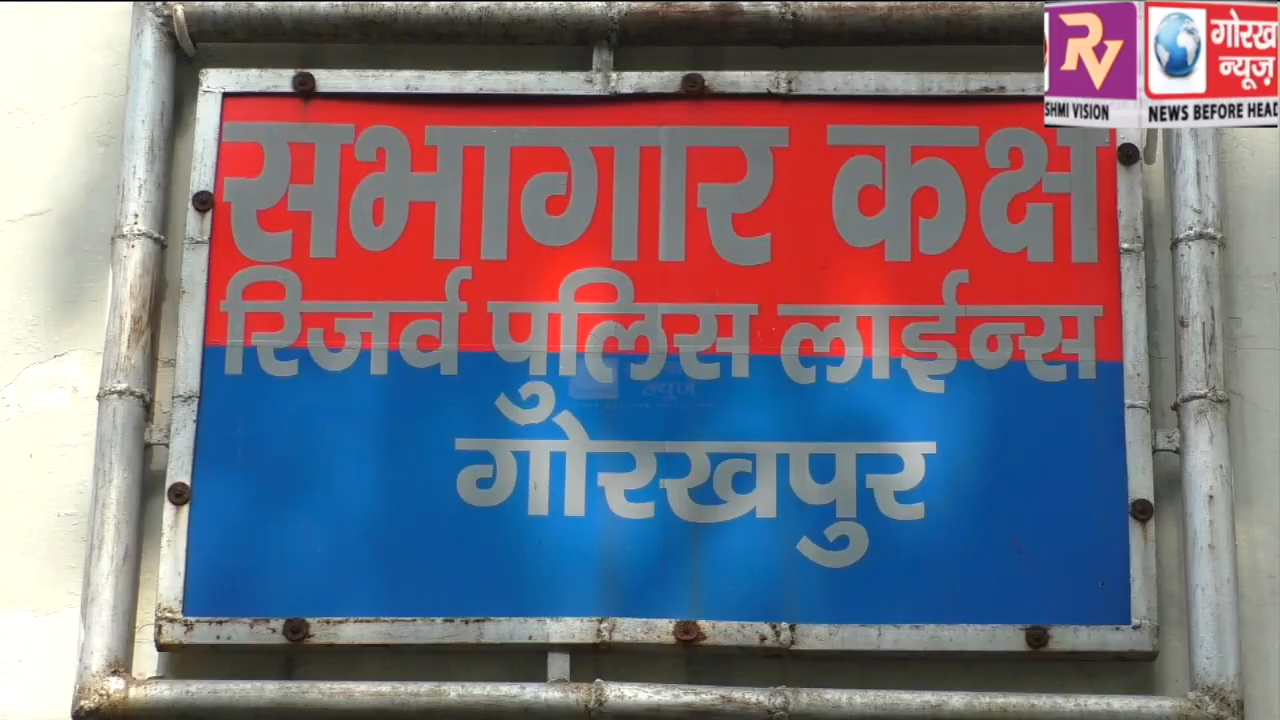 सभागार कक्ष
रिजर्व पुलिस लाईन्स
गोरखपुर
RV
SHMI VISION
गोरख
न्यूज़
NEWS BEFORE HEAD